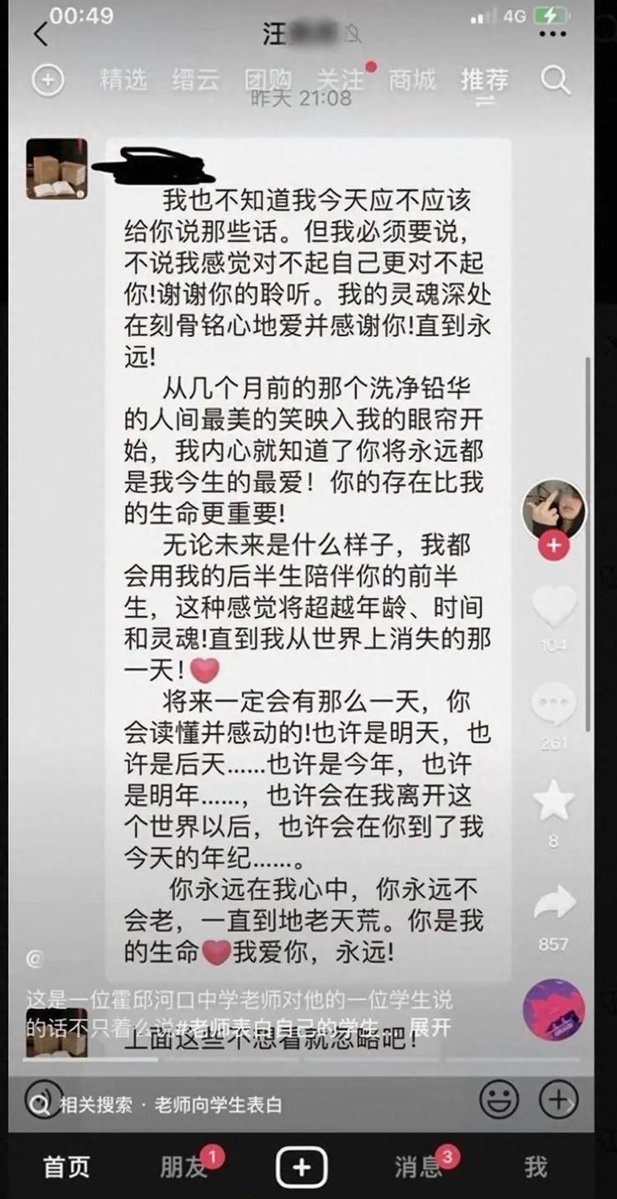 00:49
4G
汪
精选 缙云 团购 关注 商城 推荐
昨天 21:08
我也不知道我今天应不应该
给你说那些话。但我必须要说，
不说我感觉对不起自己更对不起
你!谢谢你的聆听。我的灵魂深处
在刻骨铭心地爱并感谢你!直到永
远!
从几个月前的那个洗净铅华
的人间最美的笑映入我的眼帘开
始，我内心就知道了你将永远都
是我今生的最爱！你的存在比我
的生命更重要!
无论未来是什么样子，我都
会用我的后半生陪伴你的前半
生，这种感觉将超越年龄、时间
和灵魂!直到我从世界上消失的那
一天!
将来一定会有那么一天，你
会读懂并感动的!也许是明天，也
许是后天……也许是今年，也许
是明年……，也许会在我离开这
个世界以后，也许会在你到了我
今天的年纪……。
你永远在我心中，你永远不
会老，一直到地老天荒。你是我
的生命我爱你，永远!
104
261
8
857
@
这是一位霍邱河口中学老师对他的一位学生说
的话不只着么说#老师表白自己的学生 展开
上面这些不想看就忽略吧！
相关搜索 · 老师向学生表白
首页 朋友 1 消息 3 我